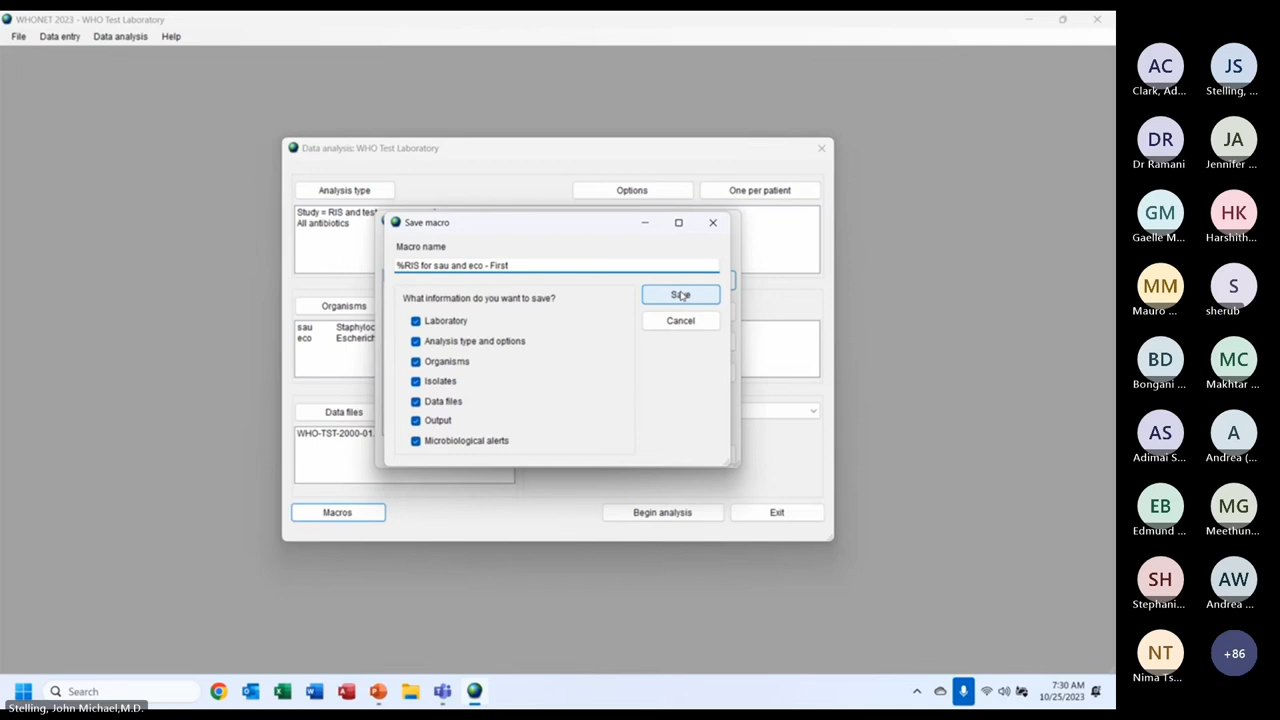 WHONET 2023 - WHO Test Laboratory
File Data entry Data analysis Help
Data analysis: WHO Test Laboratory
Analysis type Options One per patient
Study = RIS and test
All antibiotics
Save macro
Macro name
%RIS for sau and eco - First
What information do you want to save?
Save
Cancel
Laboratory
Analysis type and options
Organisms
Isolates
Data files
Output
Microbiological alerts
Organisms
sau Staphyloc
eco Escherich
Data files
WHO-TST-2000-01.
Macros Begin analysis Exit
AC JS
Clark, Ad... Stelling, ...
DR JA
Dr Ramani Jennifer ...
GM HK
Gaelle M... Harshith...
MM S
Mauro ... sherub
BD MC
Bongani ... Makhtar ...
AS A
Adimai S... Andrea (...
EB MG
Edmund ... Meethun...
SH AW
Stephani... Andrea ...
NT +86
Nima Ts...
Search
7:30 AM
10/25/2023
Stelling, John Michael,M.D.